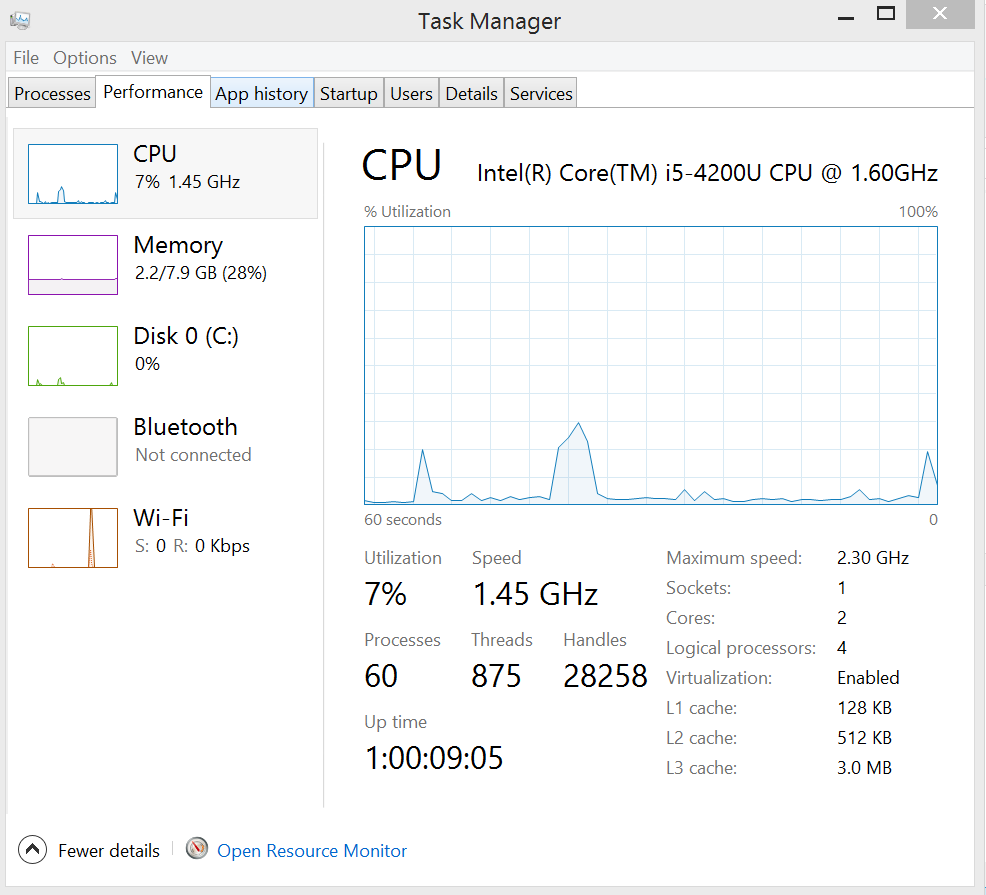 Task Manager
File Options View
Processes Performance App history Startup Users Details Services
CPU
7% 1.45 GHz
Memory
2.2/7.9 GB (28%)
Disk 0 (C:)
0%
Bluetooth
Not connected
Wi-Fi
S: 0 R: 0 Kbps
CPU Intel(R) Core(TM) i5-4200U CPU @ 1.60GHz
% Utilization 100%
60 seconds 0
Utilization Speed
7% 1.45 GHz
Processes Threads Handles
60 875 28258
Up time
1:00:09:05
Maximum speed: 2.30 GHz
Sockets: 1
Cores: 2
Logical processors: 4
Virtualization: Enabled
L1 cache: 128 KB
L2 cache: 512 KB
L3 cache: 3.0 MB
Fewer details Open Resource Monitor